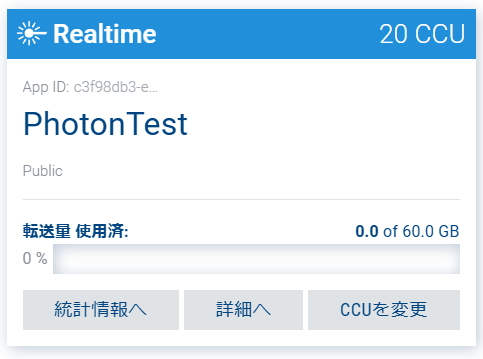 Realtime 20 CCU
App ID: c3f98db3-e...
PhotonTest
Public
転送量 使用済: 0.0 of 60.0 GB
0 %
統計情報へ 詳細へ CCUを変更